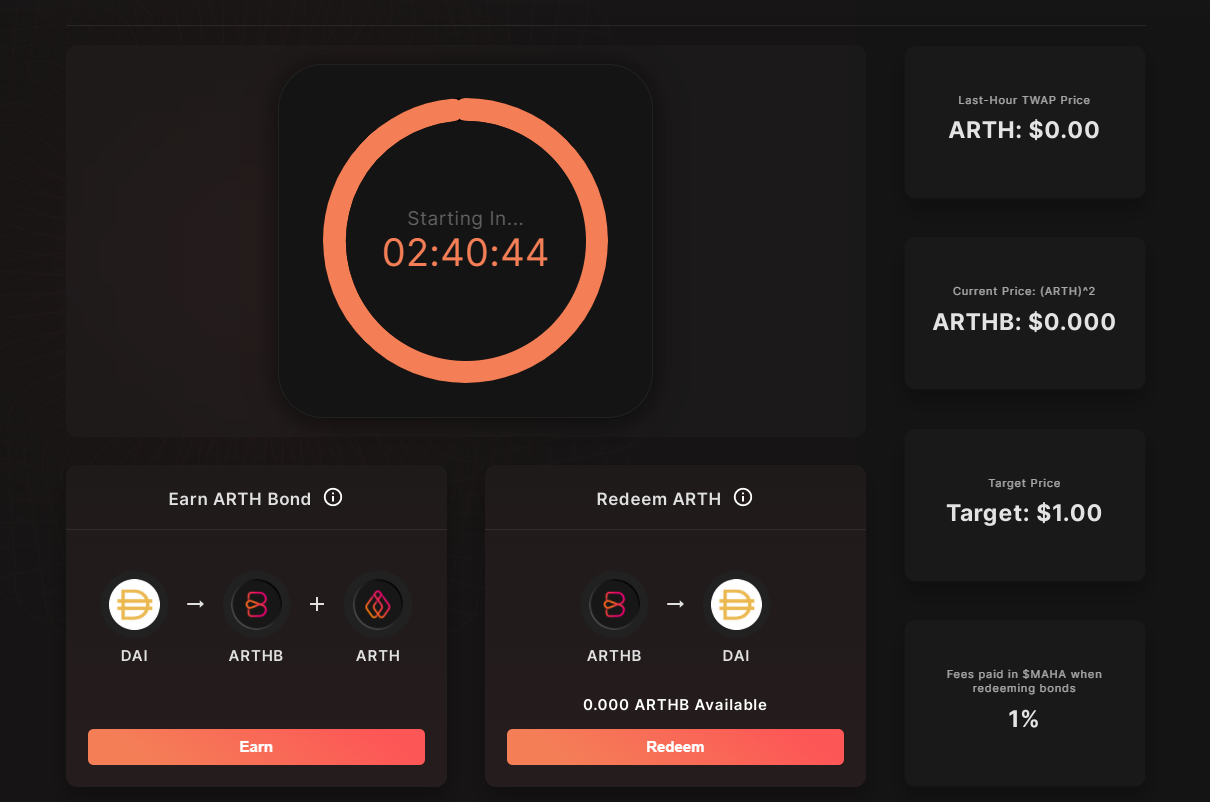 Starting In...
02:40:44
Last-Hour TWAP Price
ARTH: $0.00
Current Price: (ARTH)^2
ARTHB: $0.000
Target Price
Target: $1.00
Fees paid in $MAHA when
redeeming bonds
1%
Earn ARTH Bond
DAI
ARTHB
+
ARTH
Earn
Redeem ARTH
ARTHB
DAI
0.000 ARTHB Available
Redeem